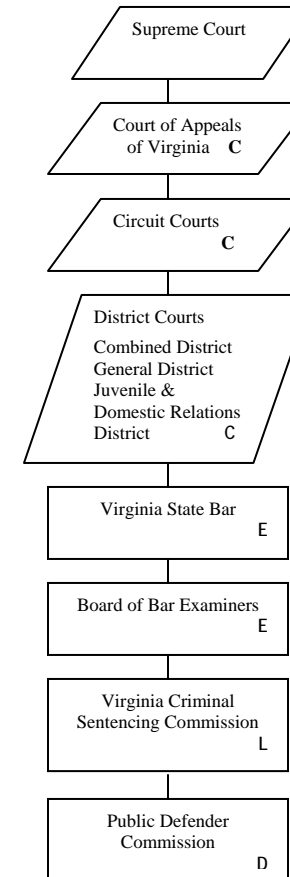 Supreme Court
Court of Appeals
of Virginia C
Circuit Courts
C
District Courts
Combined District
General District
Juvenile &
Domestic Relations
District C
Virginia State Bar
E
Board of Bar Examiners
E
Virginia Criminal
Sentencing Commission
L
Public Defender
Commission
D